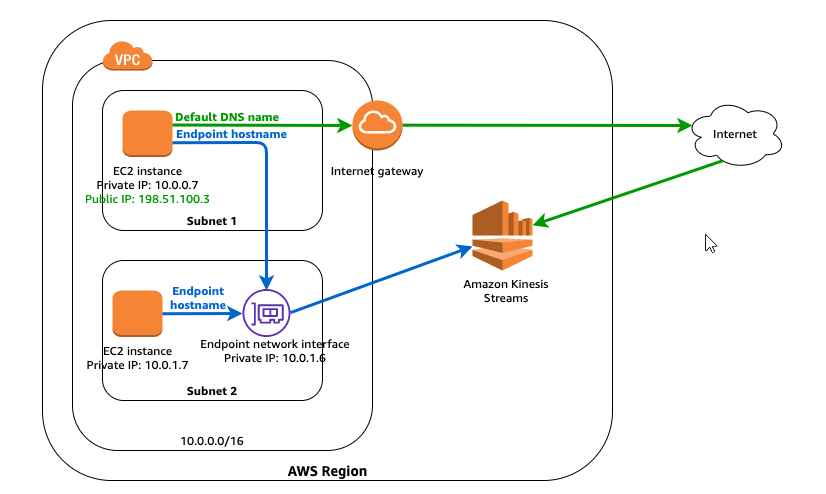 VPC
Default DNS name
Endpoint hostname
EC2 instance
Private IP: 10.0.0.7
Public IP: 198.51.100.3
Subnet 1
Internet gateway
Internet
Amazon Kinesis
Streams
Endpoint
hostname
EC2 instance
Private IP: 10.0.1.7
Endpoint network interface
Private IP: 10.0.1.6
Subnet 2
10.0.0.0/16
AWS Region